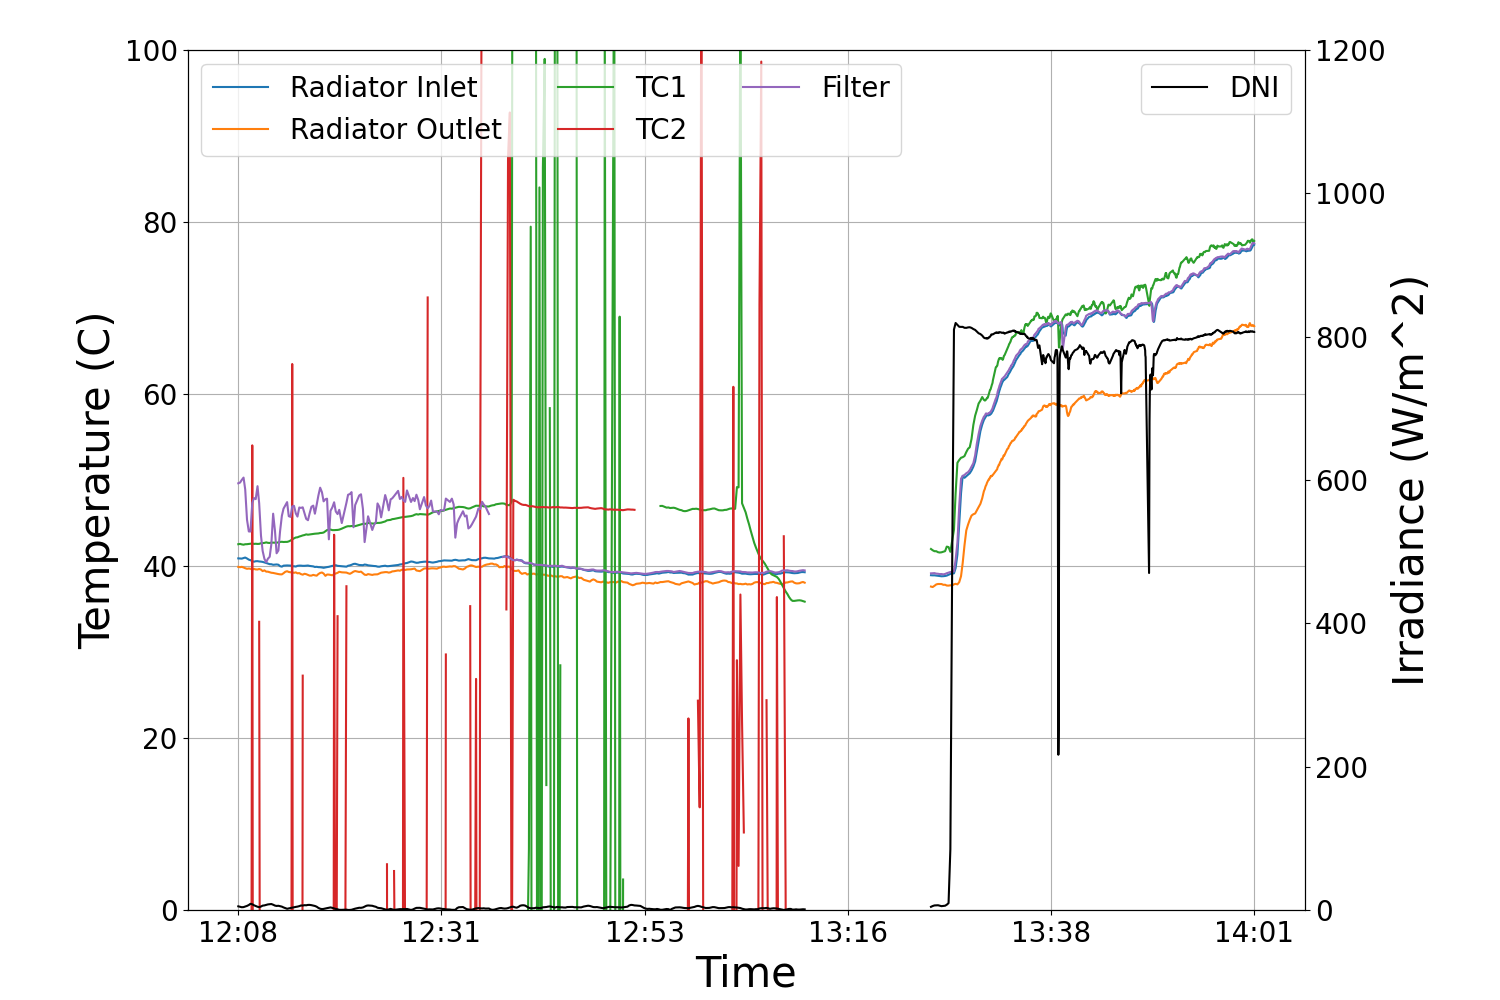 100
80
60
40
20
0
Temperature (C)
Radiator Inlet
Radiator Outlet
TC1
TC2
Filter
DNI
1200
1000
800
600
400
200
0
Irradiance (W/m^2)
12:08 12:31 12:53 13:16 13:38 14:01
Time